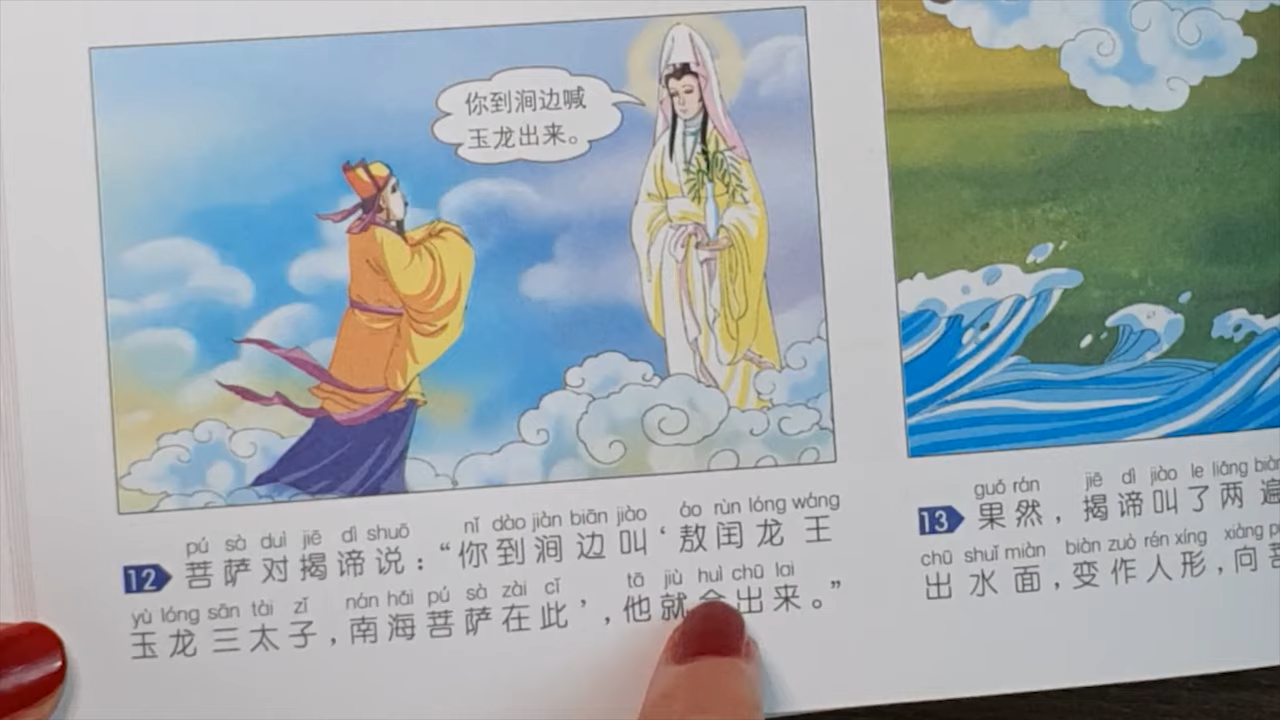 你到涧边喊
玉龙出来。
pú sà duì jiē dì shuō nǐ dào jiàn biān jiào áo rùn lóng wáng
12 菩萨对揭谛说：“你到涧边叫‘敖闰龙王
yù lóng sān tài zǐ nán hǎi pú sà zài cǐ tā jiù huì chū lai
玉龙三太子，南海菩萨在此’，他就会出来。”
guǒ rán jiē dì jiào le liǎng biàn
13 果然，揭谛叫了两遍
chū shuǐ miàn biàn zuò rén xíng xiàng
出水面，变作人形，向菩